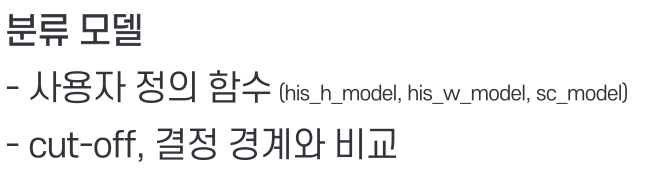 분류 모델
- 사용자 정의 함수 (his_h_model, his_w_model, sc_model)
- cut-off, 결정 경계와 비교